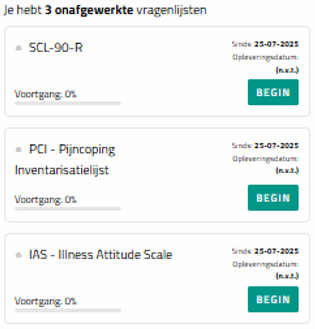 Je hebt 3 onafgewerkte vragenlijsten
SCL-90-R
Sinds: 25-07-2025
Opleveringsdatum:
(n.v.t.)
Voortgang: 0%
BEGIN
PCI - Pijncoping
Inventarisatielijst
Sinds: 25-07-2025
Opleveringsdatum:
(n.v.t.)
Voortgang: 0%
BEGIN
IAS - Illness Attitude Scale
Sinds: 25-07-2025
Opleveringsdatum:
(n.v.t.)
Voortgang: 0%
BEGIN